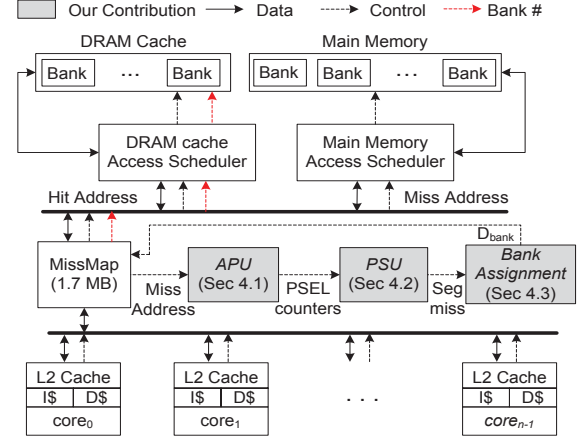 Our Contribution Data Control Bank #
DRAM Cache Main Memory
Bank ... Bank Bank Bank ... Bank
DRAM cache
Access Scheduler
Main Memory
Access Scheduler
Hit Address Miss Address
D_bank
MissMap
(1.7 MB)
Miss
Address
APU
(Sec 4.1)
PSEL
counters
PSU
(Sec 4.2)
Seg
miss
Bank
Assignment
(Sec 4.3)
L2 Cache L2 Cache L2 Cache
I$ D$ I$ D$ . . . I$ D$
core_0 core_1 core_n-1